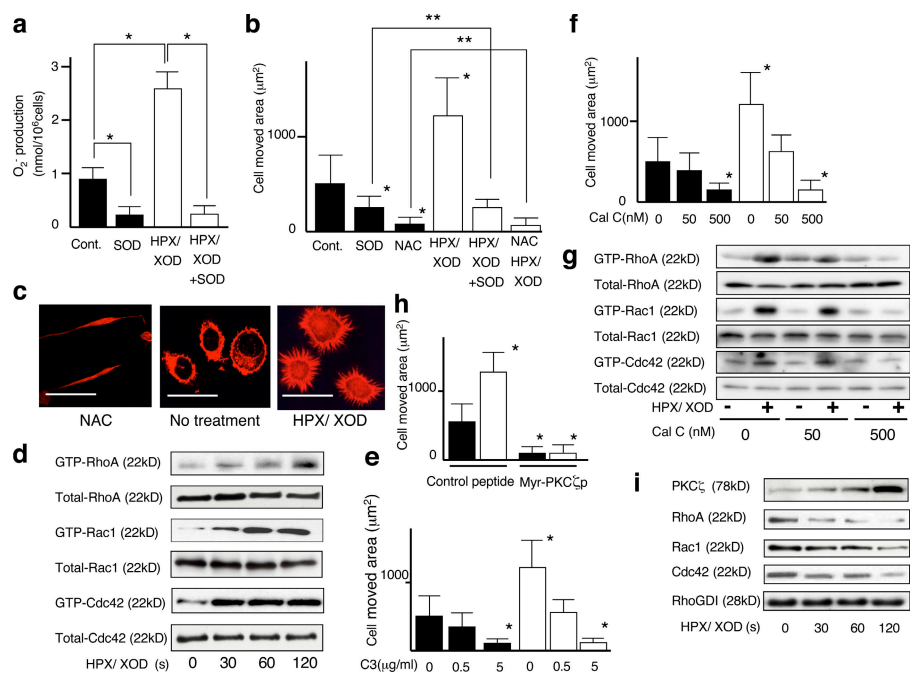 a
O2- production
(nmol/10⁶cells)
3
2
1
0
*
*
*
Cont.
SOD
HPX/
XOD
HPX/
XOD
+SOD
b
Cell moved area (μm²)
1000
0
**
**
*
*
*
Cont.
SOD
NAC
HPX/
XOD
HPX/
XOD
+SOD
NAC
HPX/
XOD
c
NAC
No treatment
HPX/ XOD
d
GTP-RhoA (22kD)
Total-RhoA (22kD)
GTP-Rac1 (22kD)
Total-Rac1 (22kD)
GTP-Cdc42 (22kD)
Total-Cdc42 (22kD)
HPX/ XOD (s) 0 30 60 120
h
Cell moved area (μm²)
1000
0
*
* *
Control peptide Myr-PKCζp
e
Cell moved area (μm²)
1000
*
* *
C3(μg/ml) 0 0.5 5 0 0.5 5
f
Cell moved area (μm²)
1000
0
*
* *
Cal C(nM) 0 50 500 0 50 500
g
GTP-RhoA (22kD)
Total-RhoA (22kD)
GTP-Rac1 (22kD)
Total-Rac1 (22kD)
GTP-Cdc42 (22kD)
Total-Cdc42 (22kD)
HPX/ XOD - + - + - +
Cal C (nM) 0 50 500
i
PKCζ (78kD)
RhoA (22kD)
Rac1 (22kD)
Cdc42 (22kD)
RhoGDI (28kD)
HPX/ XOD (s) 0 30 60 120